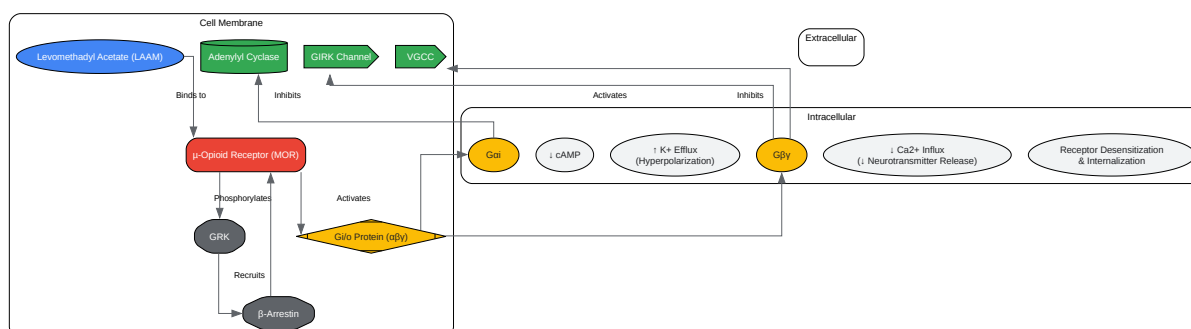 Cell Membrane
Extracellular
Levomethadyl Acetate (LAAM)
Adenylyl Cyclase
GIRK Channel
VGCC
Binds to
Inhibits
Activates
Inhibits
Intracellular
µ-Opioid Receptor (MOR)
Gαi
↓ cAMP
↑ K+ Efflux
(Hyperpolarization)
Gβγ
↓ Ca2+ Influx
(↓ Neurotransmitter Release)
Receptor Desensitization
& Internalization
Phosphorylates
Activates
GRK
Gi/o Protein (αβγ)
Recruits
β-Arrestin